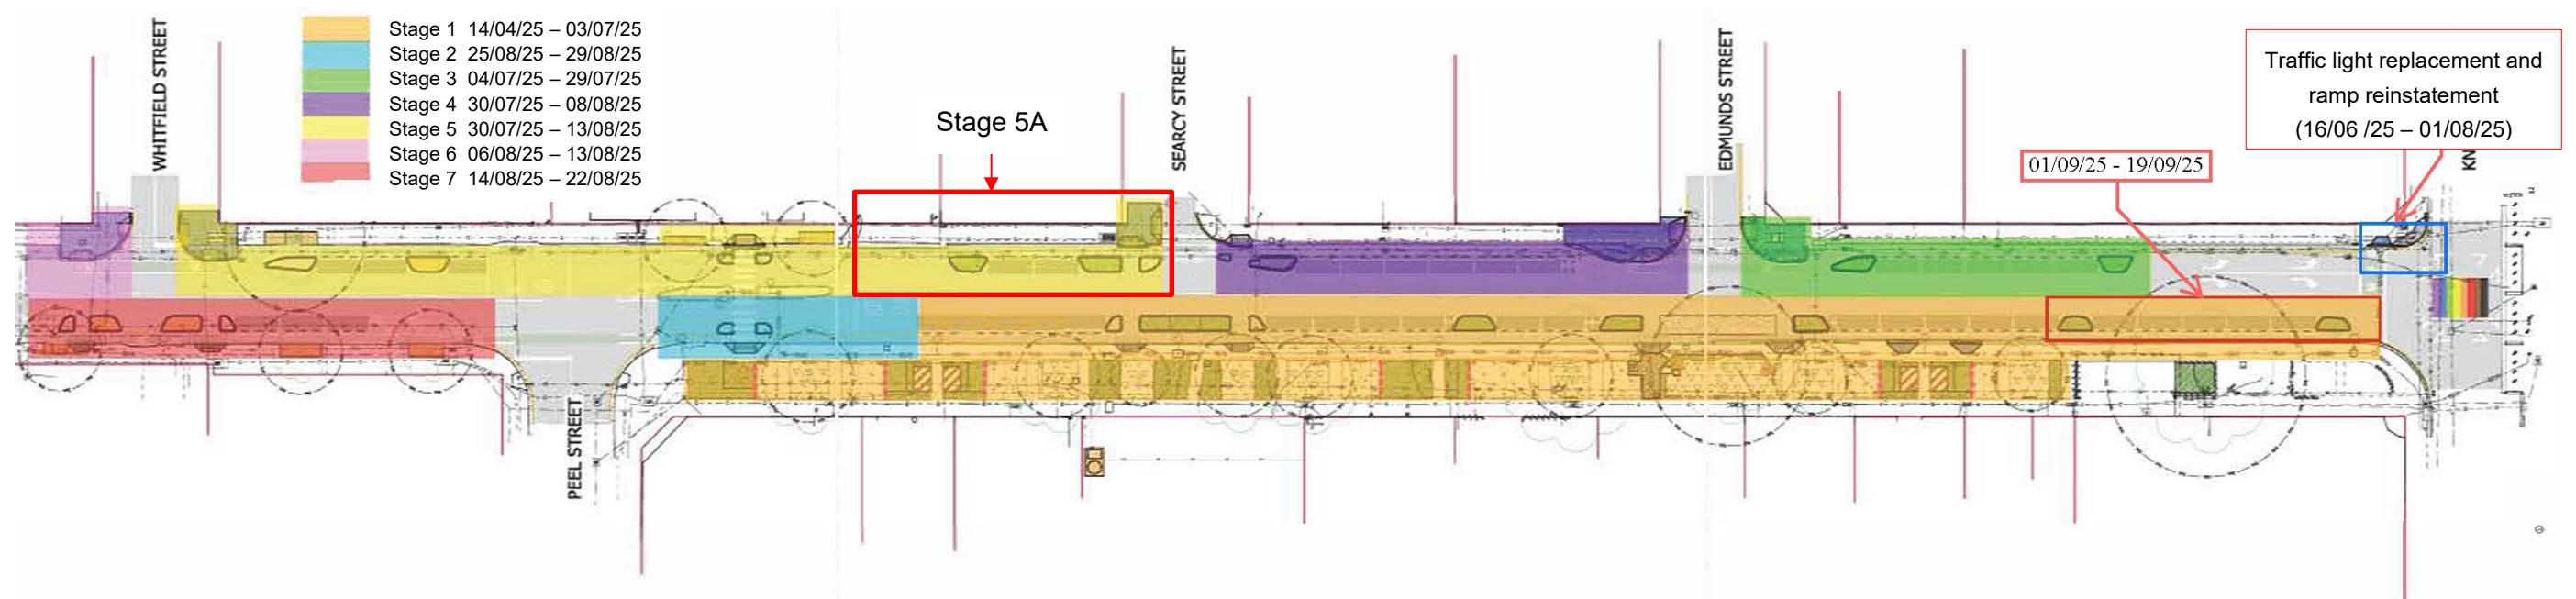 Stage 1 14/04/25 – 03/07/25
Stage 2 25/08/25 – 29/08/25
Stage 3 04/07/25 – 29/07/25
Stage 4 30/07/25 – 08/08/25
Stage 5 30/07/25 – 13/08/25
Stage 6 06/08/25 – 13/08/25
Stage 7 14/08/25 – 22/08/25
WHITFIELD STREET
Stage 5A
SEARCY STREET
EDMUNDS STREET
Traffic light replacement and
ramp reinstatement
(16/06 /25 – 01/08/25)
01/09/25 - 19/09/25
KN
PEEL STREET